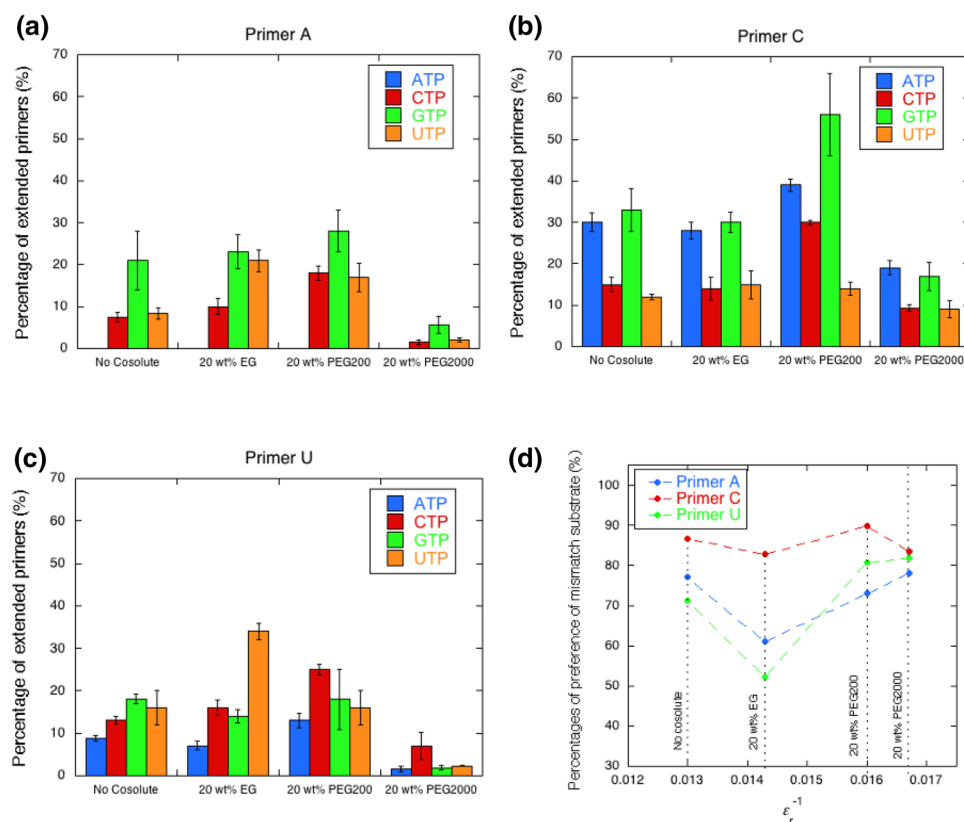 (a)
Primer A
Percentage of extended primers (%)
70
60
50
40
30
20
10
0
ATP
CTP
GTP
UTP
No Cosolute
20 wt% EG
20 wt% PEG200
20 wt% PEG2000
(b)
Primer C
Percentage of extended primers (%)
70
60
50
40
30
20
10
0
ATP
CTP
GTP
UTP
No Cosolute
20 wt% EG
20 wt% PEG200
20 wt% PEG2000
(c)
Primer U
Percentage of extended primers (%)
70
60
50
40
30
20
10
0
ATP
CTP
GTP
UTP
No Cosolute
20 wt% EG
20 wt% PEG200
20 wt% PEG2000
(d)
Percentages of preference of mismatch substrate (%)
100
90
80
70
60
50
40
30
Primer A
Primer C
Primer U
No cosolute
20 wt% EG
20 wt% PEG200
20 wt% PEG2000
0.012
0.013
0.014
0.015
0.016
0.017
εr-1